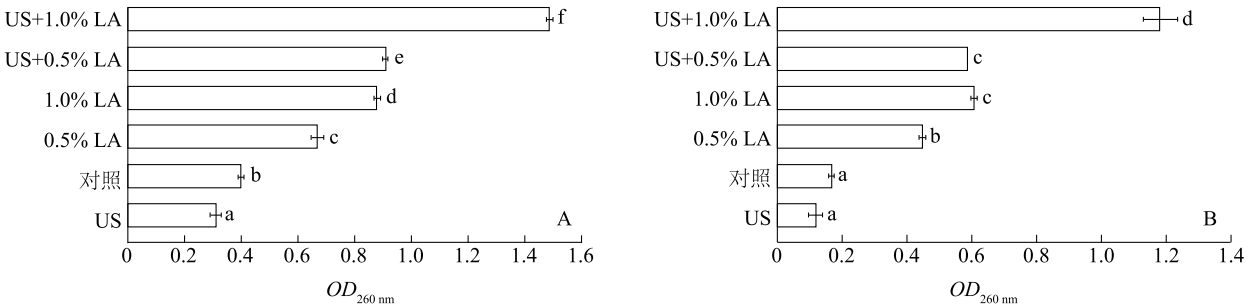 US+1.0% LA
f
US+0.5% LA
e
1.0% LA
d
0.5% LA
c
对照
b
US
a
A
0 0.2 0.4 0.6 0.8 1.0 1.2 1.4 1.6
OD260 nm
US+1.0% LA
d
US+0.5% LA
c
1.0% LA
c
0.5% LA
b
对照
a
US
a
B
0 0.2 0.4 0.6 0.8 1.0 1.2 1.4
OD260 nm